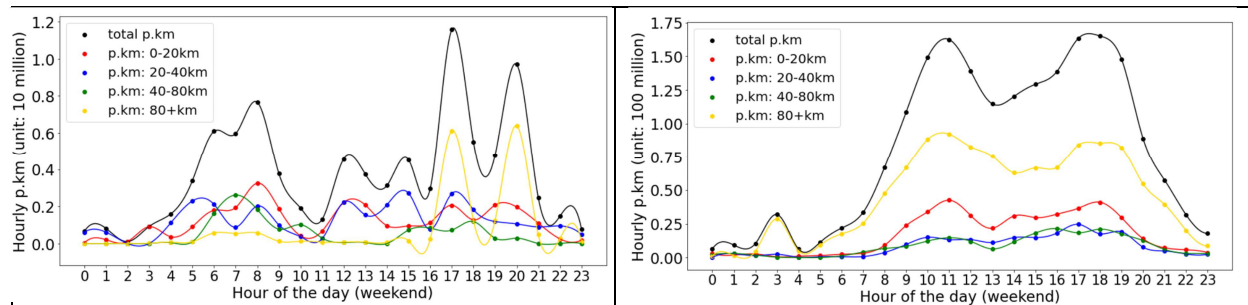 Hourly p.km (unit: 10 million)
1.2
1.0
0.8
0.6
0.4
0.2
0.0
total p.km
p.km: 0-20km
p.km: 20-40km
p.km: 40-80km
p.km: 80+km
0 1 2 3 4 5 6 7 8 9 10 11 12 13 14 15 16 17 18 19 20 21 22 23
Hour of the day (weekend)
Hourly p.km (unit: 100 million)
1.75
1.50
1.25
1.00
0.75
0.50
0.25
0.00
total p.km
p.km: 0-20km
p.km: 20-40km
p.km: 40-80km
p.km: 80+km
0 1 2 3 4 5 6 7 8 9 10 11 12 13 14 15 16 17 18 19 20 21 22 23
Hour of the day (weekend)